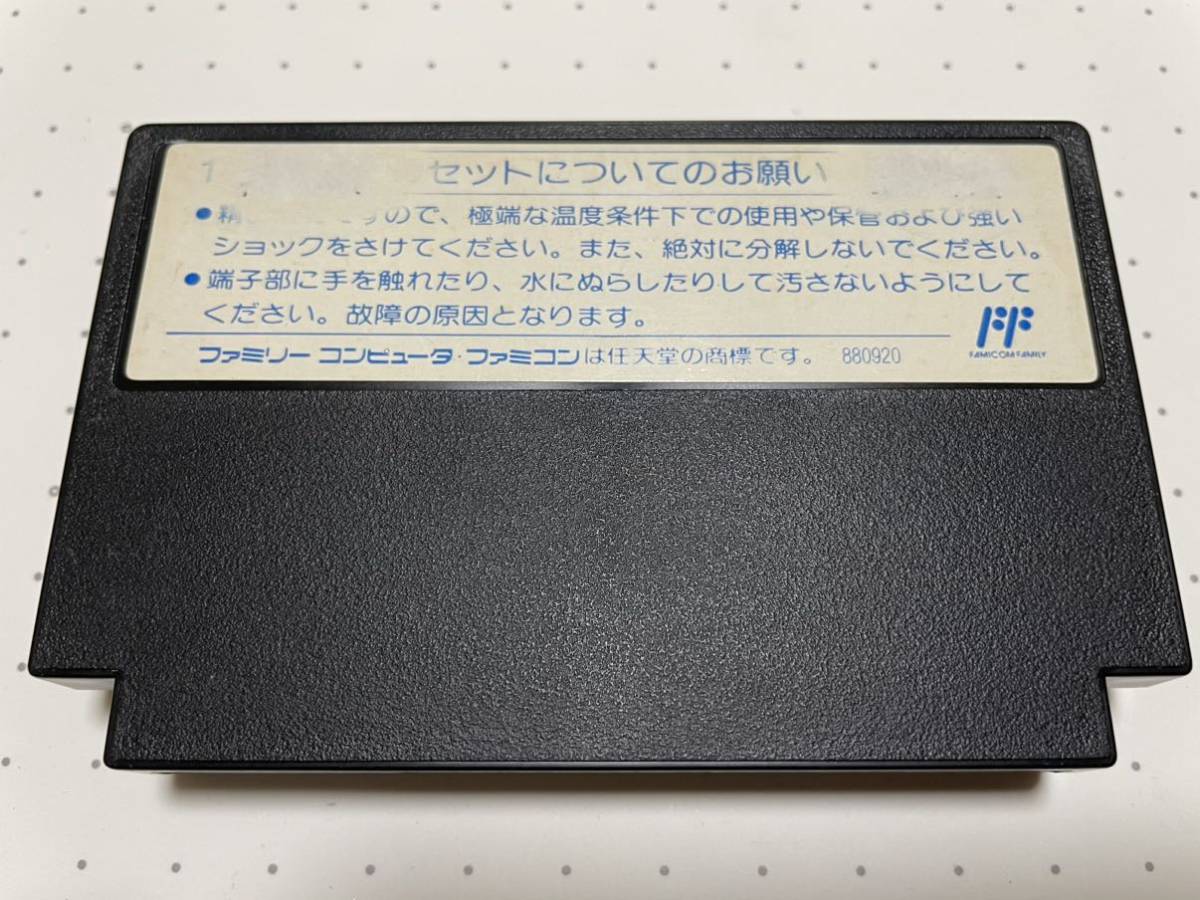 1 セットについてのお願い
● 精 すので、極端な温度条件下での使用や保管および強い
ショックをさけてください。また、絶対に分解しないでください。
● 端子部に手を触れたり、水にぬらしたりして汚さないようにして
ください。故障の原因となります。
FF
FAMICOM FAMILY
ファミリー コンピュータ・ファミコンは任天堂の商標です。 880920